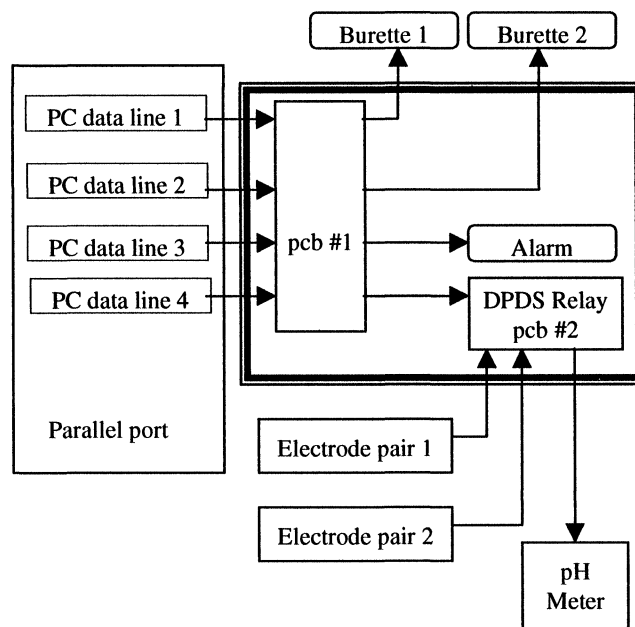 Burette 1
Burette 2
PC data line 1
PC data line 2
PC data line 3
PC data line 4
pcb #1
Alarm
DPDS Relay
pcb #2
Parallel port
Electrode pair 1
Electrode pair 2
pH
Meter